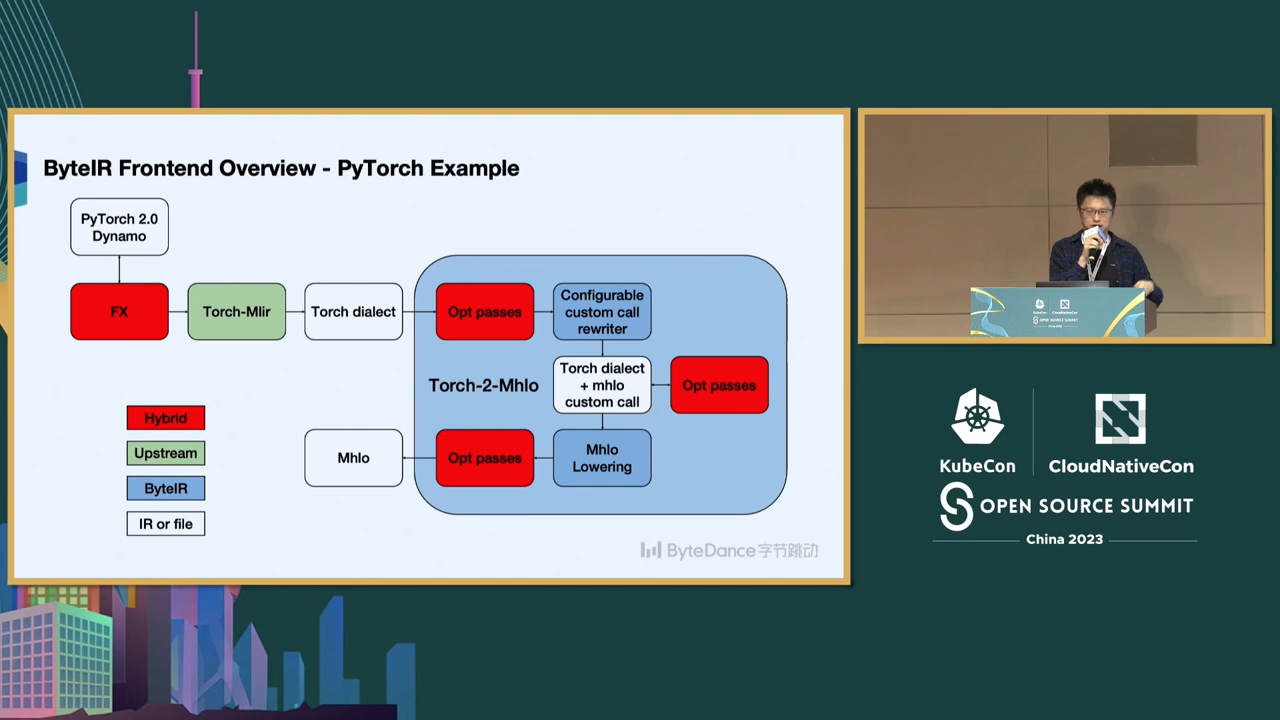 ByteIR Frontend Overview - PyTorch Example
PyTorch 2.0
Dynamo
FX
Torch-Mlir
Torch dialect
Opt passes
Configurable
custom call
rewriter
Torch-2-Mhlo
Torch dialect
+ mhlo
custom call
Opt passes
Mhlo
Opt passes
Mhlo
Lowering
Hybrid
Upstream
ByteIR
IR or file
ByteDance字节跳动
KubeCon
CloudNativeCon
OPEN SOURCE SUMMIT
China 2023
OPEN SOURCE SUMMIT